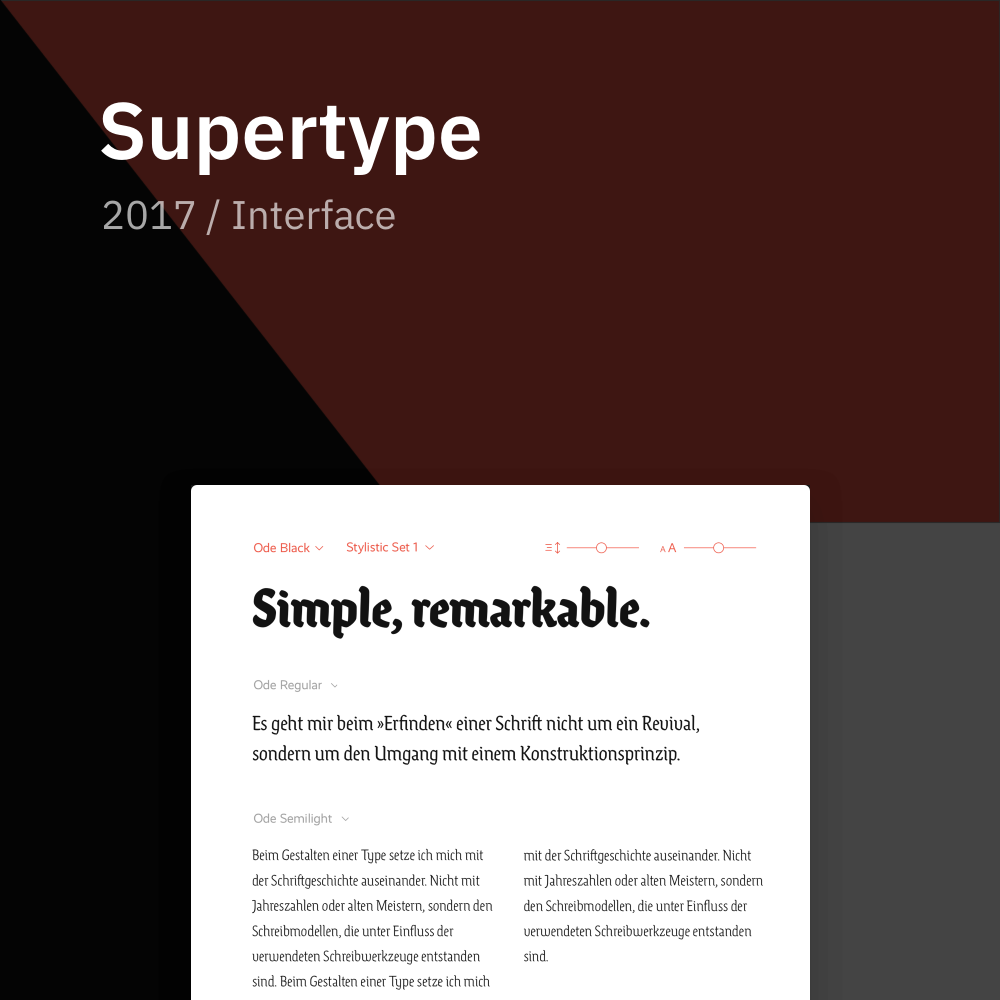 Supertype
2017 / Interface
Ode Black
Stylistic Set 1
A A
Simple, remarkable.
Ode Regular
Es geht mir beim »Erfinden« einer Schrift nicht um ein Revival,
sondern um den Umgang mit einem Konstruktionsprinzip.
Ode Semilight
Beim Gestalten einer Type setze ich mich mit
der Schriftgeschichte auseinander. Nicht mit
Jahreszahlen oder alten Meistern, sondern den
Schreibmodellen, die unter Einfluss der
verwendeten Schreibwerkzeuge entstanden
sind. Beim Gestalten einer Type setze ich mich
mit der Schriftgeschichte auseinander. Nicht
mit Jahreszahlen oder alten Meistern, sondern
den Schreibmodellen, die unter Einfluss der
verwendeten Schreibwerkzeuge entstanden
sind.